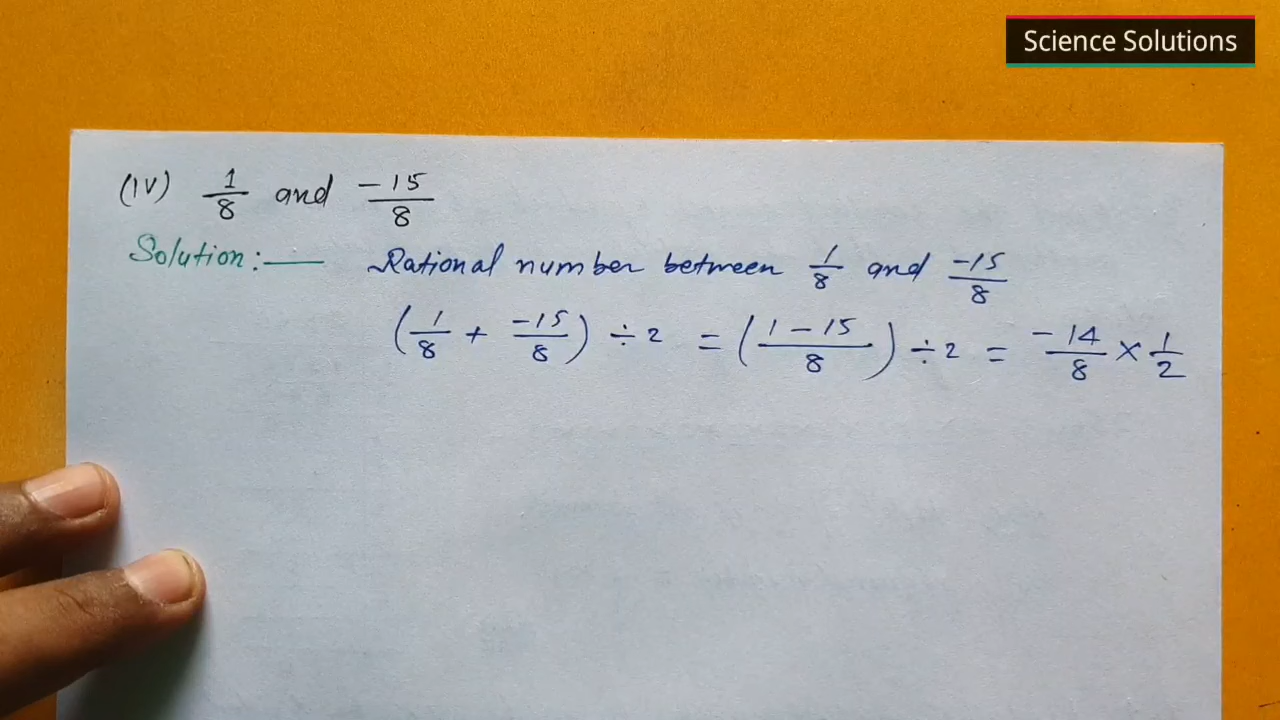 Science Solutions
(IV) 1/8 and -15/8
Solution:— Rational number between 1/8 and -15/8
(1/8 + -15/8) ÷ 2 = (1 - 15/8) ÷ 2 = -14/8 × 1/2